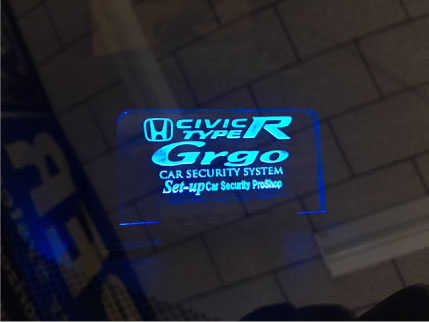 CIVIC
TYPE R
Grgo
CAR SECURITY SYSTEM
Set-up Car Security ProShop